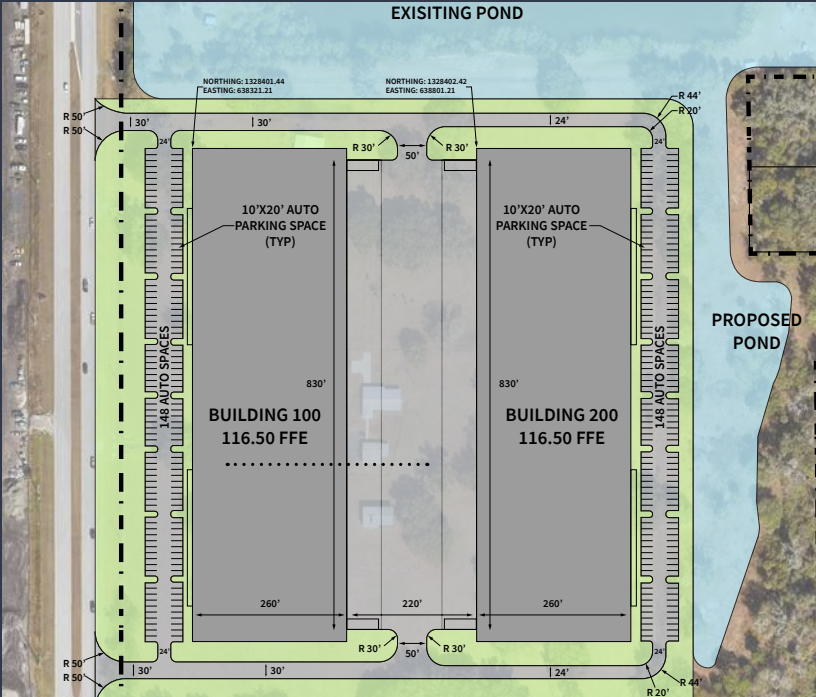 EXISITING POND
NORTHING: 1328401.44
EASTING: 638321.21
NORTHING: 1328402.42
EASTING: 638801.21
R 44'
R 20'
R 50'
R 50'
30'
30'
24'
24'
R 30'
50'
R 30'
24'
10'X20' AUTO
PARKING SPACE
(TYP)
10'X20' AUTO
PARKING SPACE
(TYP)
PROPOSED
POND
148 AUTO SPACES
148 AUTO SPACES
830'
830'
BUILDING 100
116.50 FFE
BUILDING 200
116.50 FFE
260'
220'
260'
R 30'
50'
R 30'
24'
24'
R 50'
R 50'
30'
30'
24'
R 44'
R 20'